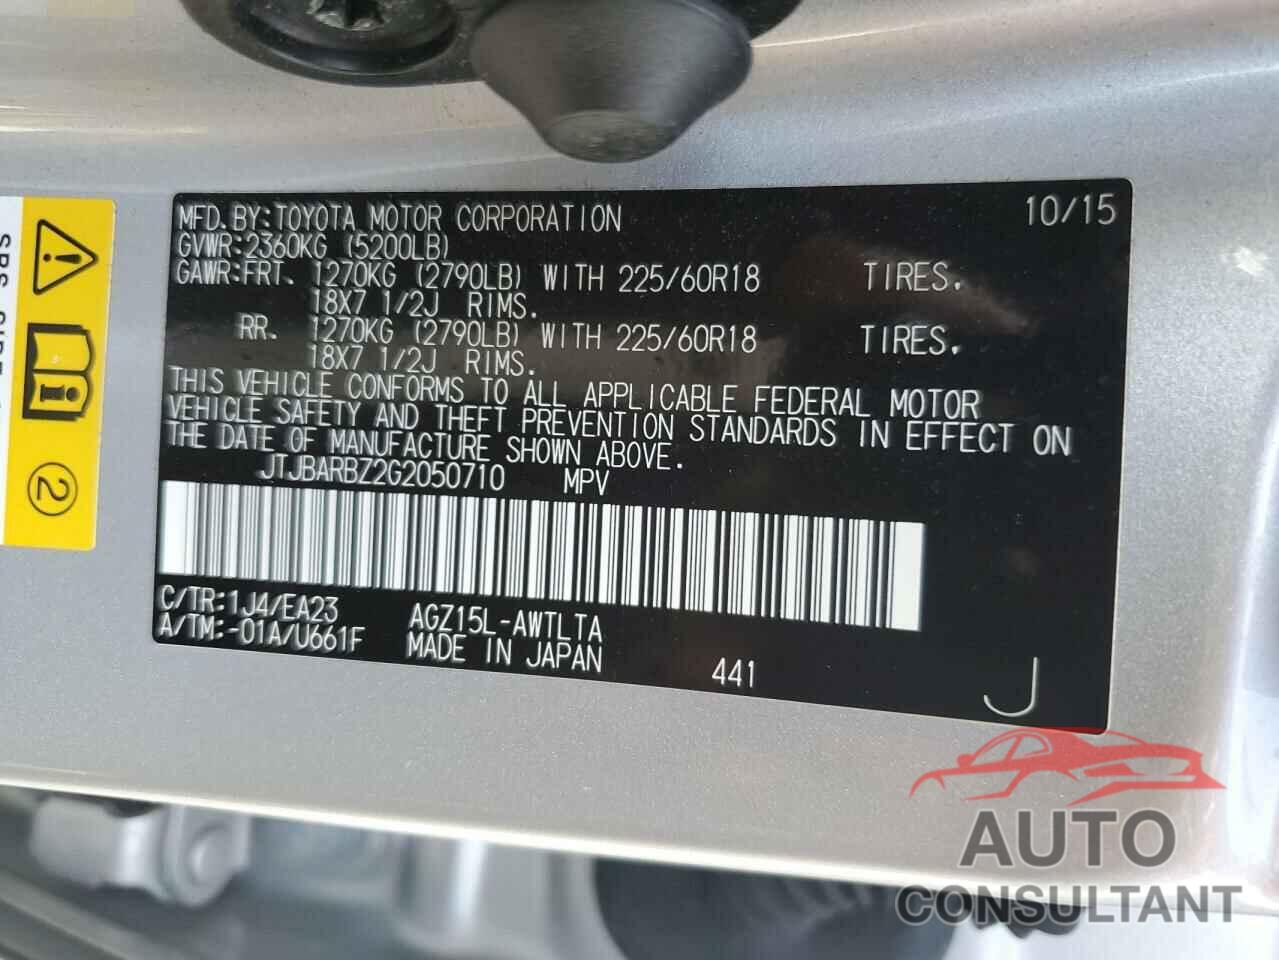 MFD.BY:TOYOTA MOTOR CORPORATION 10/15
GVWR:2360KG (5200LB)
GAWR:FRT. 1270KG (2790LB) WITH 225/60R18 TIRES.
18X7 1/2J RIMS.
RR. 1270KG (2790LB) WITH 225/60R18 TIRES.
18X7 1/2J RIMS.
THIS VEHICLE CONFORMS TO ALL APPLICABLE FEDERAL MOTOR
VEHICLE SAFETY AND THEFT PREVENTION STANDARDS IN EFFECT ON
THE DATE OF MANUFACTURE SHOWN ABOVE.
JTJBARBZ2G2050710 MPV
C/TR:1J4/EA23 AGZ15L-AWTLTA
A/TM:-01A/U661F MADE IN JAPAN 441 J
2
AUTO
CONSULTANT